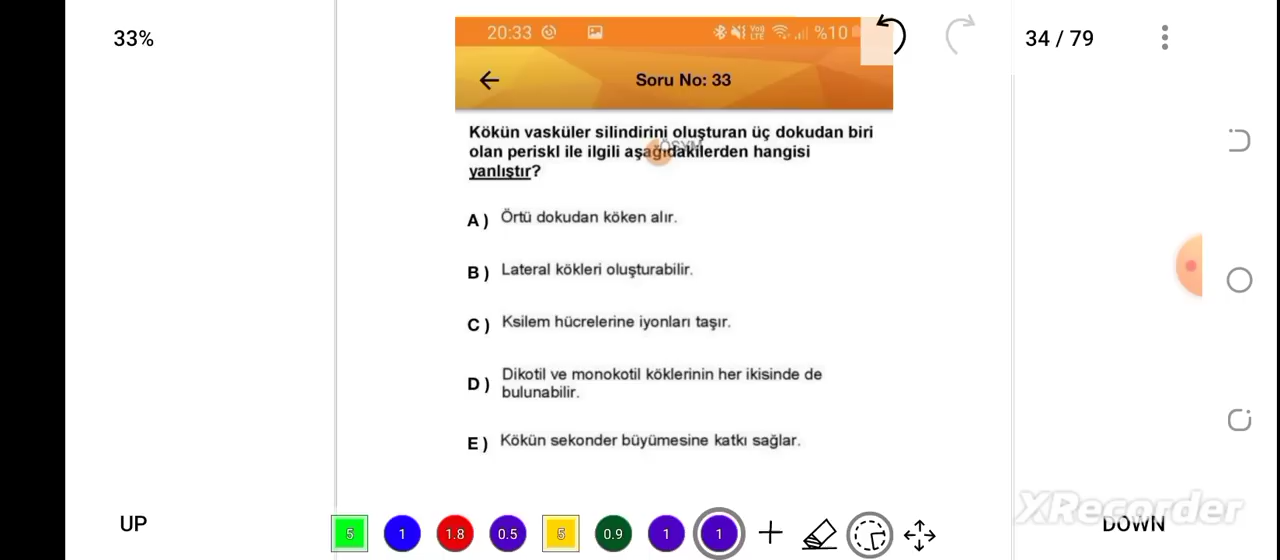 33%
20:33
VoD
LTE
%10
34 / 79
Soru No: 33
Kökün vasküler silindirini oluşturan üç dokudan biri
olan periskl ile ilgili aşağıdakilerden hangisi
yanlıştır?
ÖSYM
A) Örtü dokudan köken alır.
B) Lateral kökleri oluşturabilir.
C) Ksilem hücrelerine iyonları taşır.
D) Dikotil ve monokotil köklerinin her ikisinde de
bulunabilir.
E) Kökün sekonder büyümesine katkı sağlar.
UP
5
1
1.8
0.5
5
0.9
1
1
XRecorder
DOWN